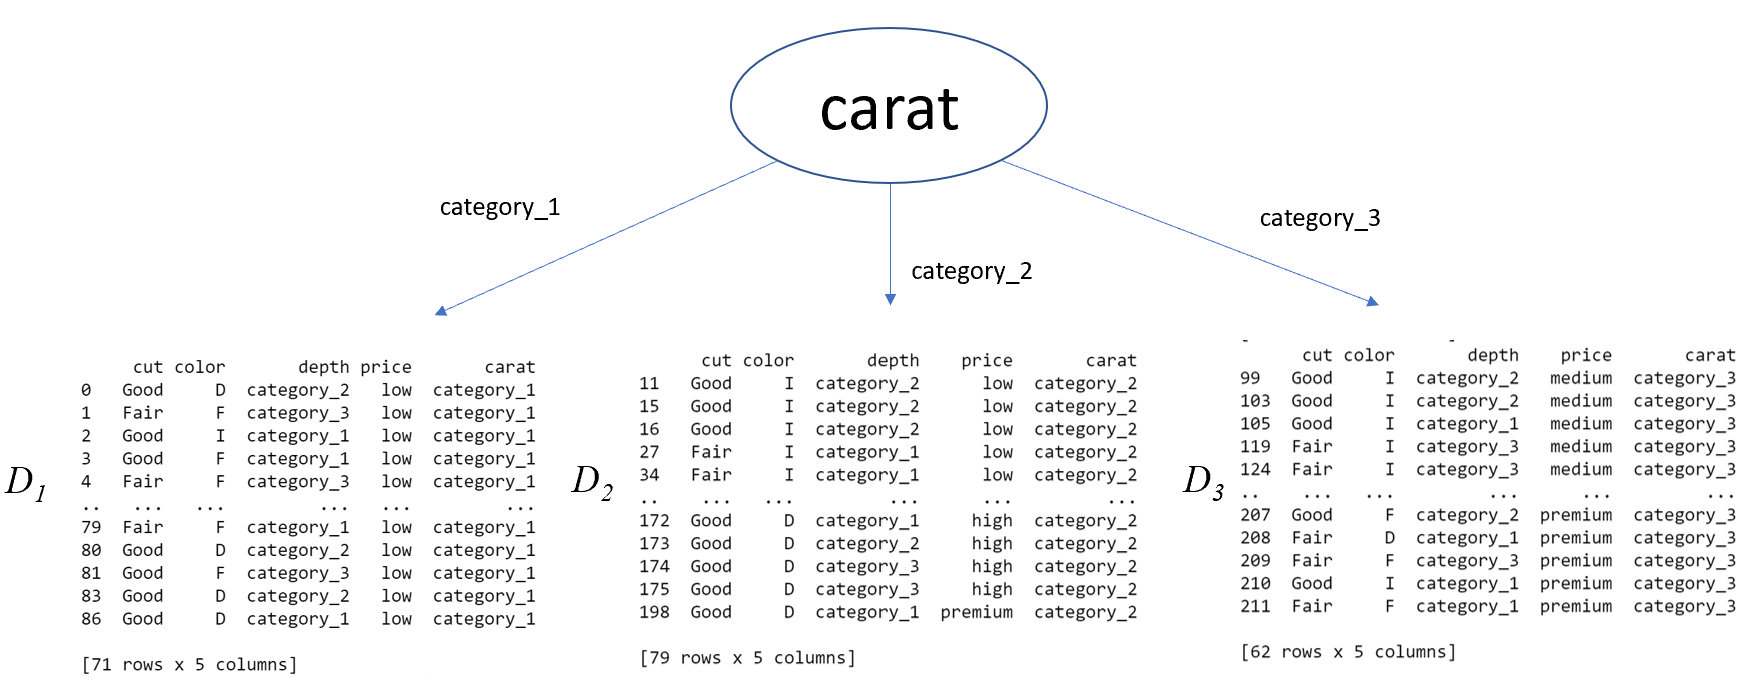 carat
category_1
category_2
category_3
D1
cut color depth price carat
0 Good D category_2 low category_1
1 Fair F category_3 low category_1
2 Good I category_1 low category_1
3 Good F category_1 low category_1
4 Fair F category_3 low category_1
.. ... ... ... ... ...
79 Fair F category_1 low category_1
80 Good D category_2 low category_1
81 Good F category_3 low category_1
83 Good D category_2 low category_1
86 Good D category_1 low category_1
[71 rows x 5 columns]
D2
cut color depth price carat
11 Good I category_2 low category_2
15 Good I category_2 low category_2
16 Good I category_2 low category_2
27 Fair I category_1 low category_2
34 Fair I category_1 low category_2
.. ... ... ... ... ...
172 Good D category_1 high category_2
173 Good D category_2 high category_2
174 Good D category_3 high category_2
175 Good D category_3 high category_2
198 Good D category_1 premium category_2
[79 rows x 5 columns]
D3
cut color depth price carat
99 Good I category_2 medium category_3
103 Good I category_2 medium category_3
105 Good I category_1 medium category_3
119 Fair I category_3 medium category_3
124 Fair I category_3 medium category_3
.. ... ... ... ... ...
207 Good F category_2 premium category_3
208 Fair D category_1 premium category_3
209 Fair F category_3 premium category_3
210 Good I category_1 premium category_3
211 Fair F category_1 premium category_3
[62 rows x 5 columns]